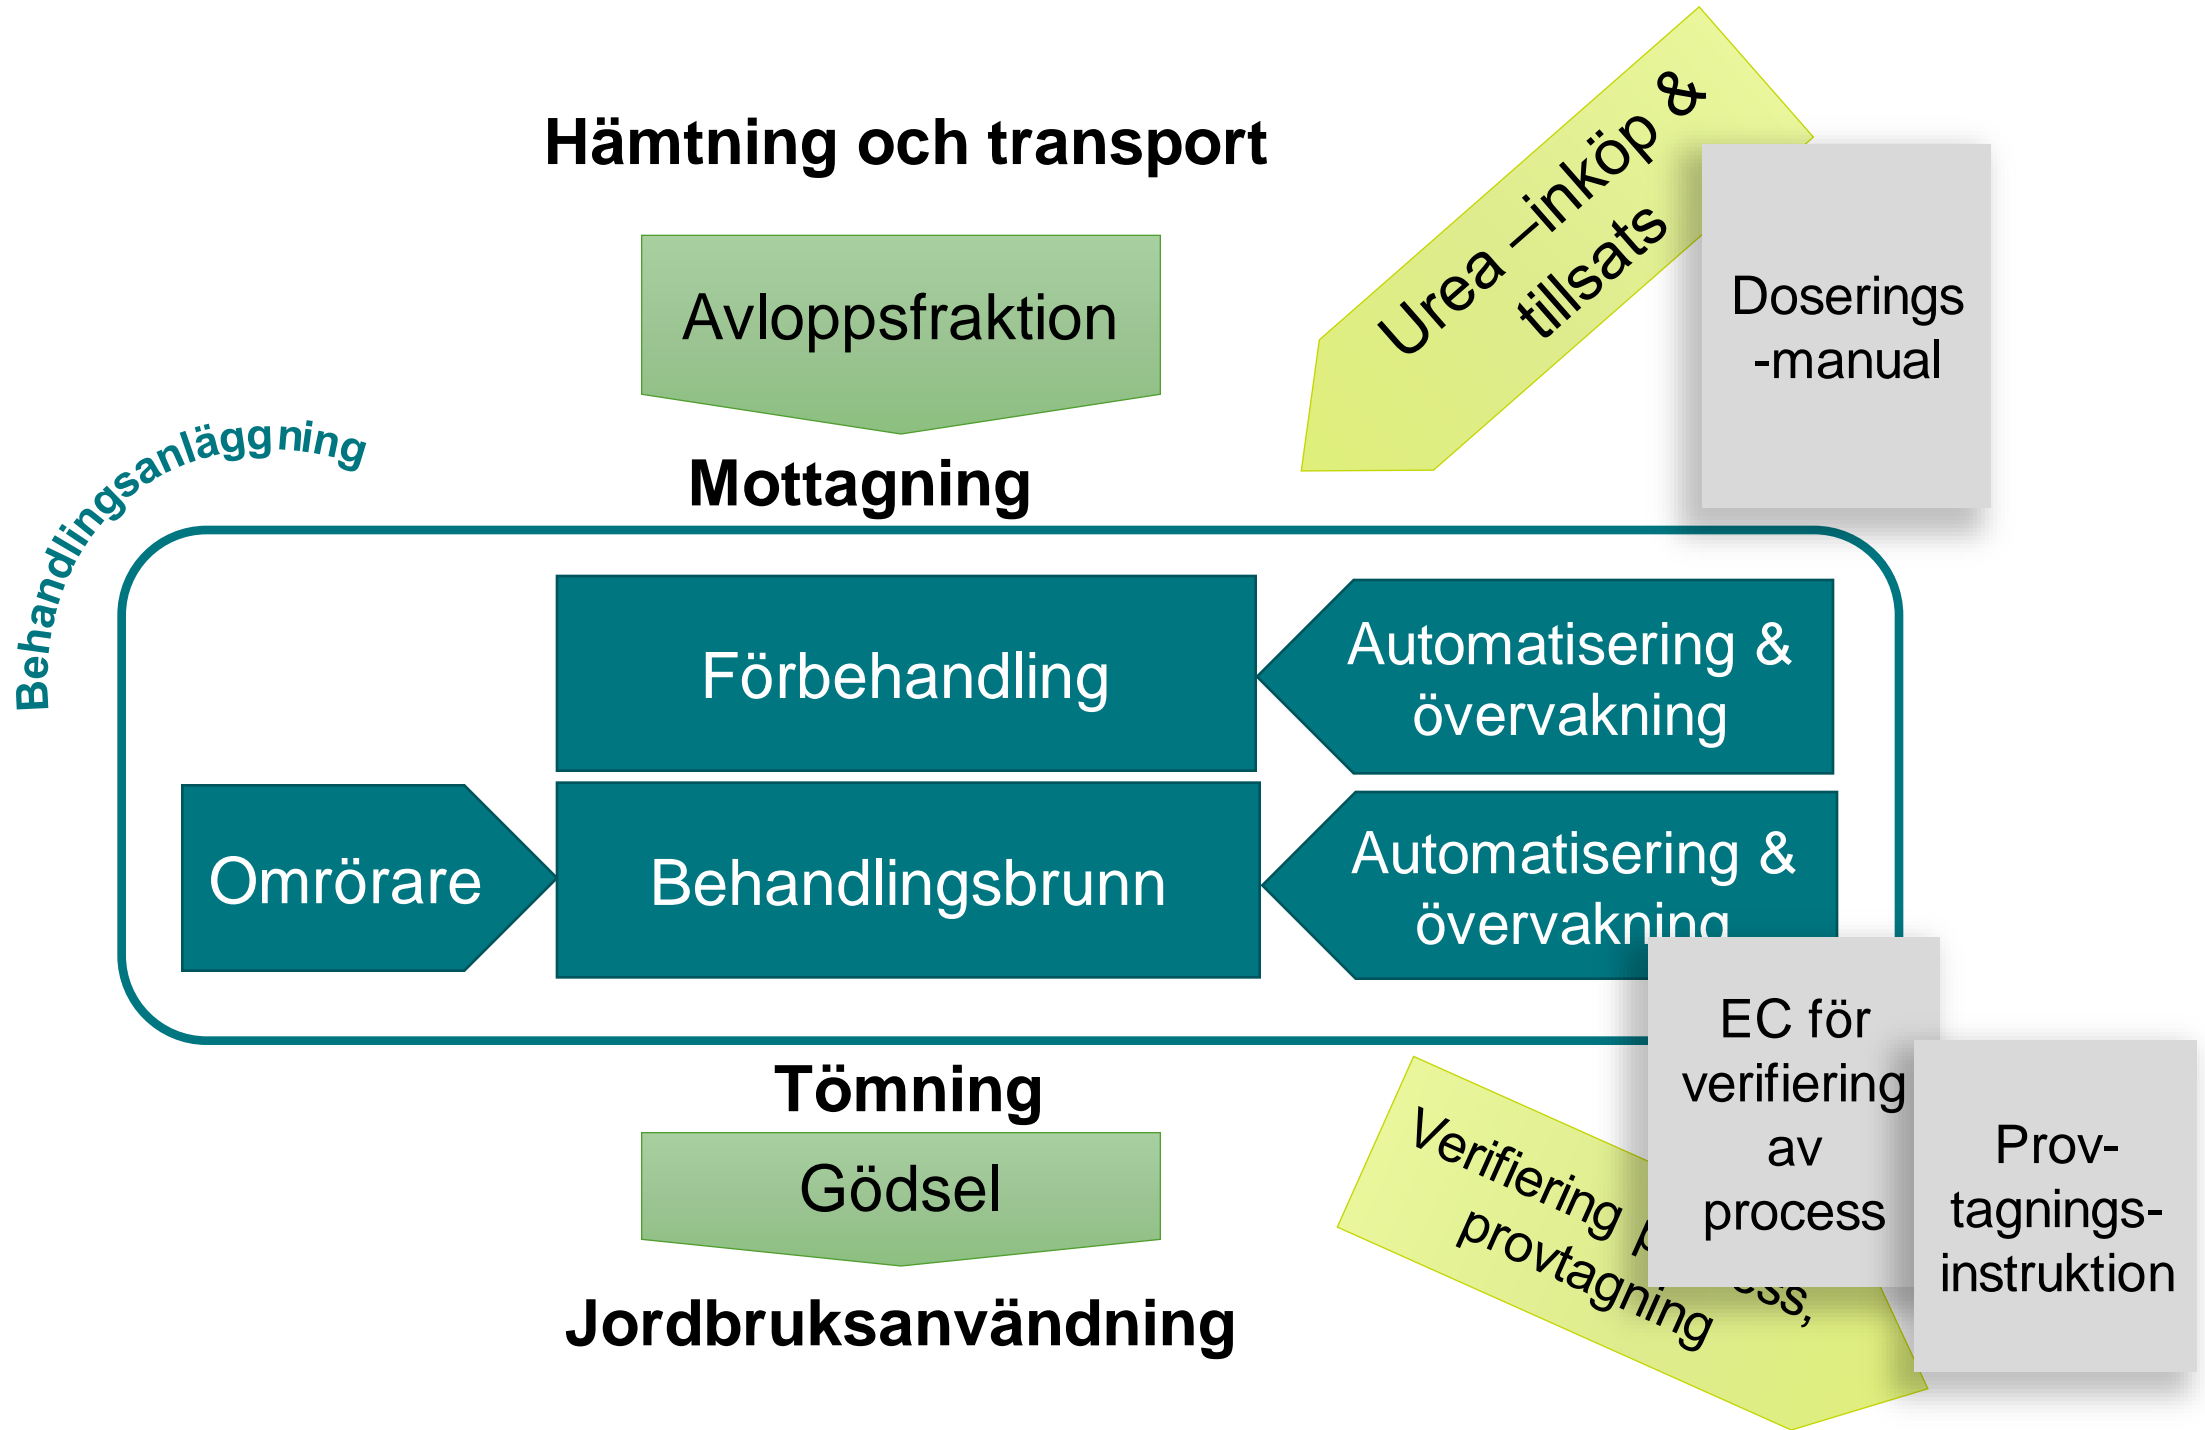 Hämtning och transport
Urea –inköp &
tillsats
Doserings
-manual
Avloppsfraktion
Behandlingsanläggning
Mottagning
Förbehandling
Automatisering &
övervakning
Omrörare
Behandlingsbrunn
Automatisering &
övervakning
EC för
verifiering
av
process
Tömning
Verifiering
provtagning
Prov-
tagnings-
instruktion
Gödsel
Jordbruksanvändning